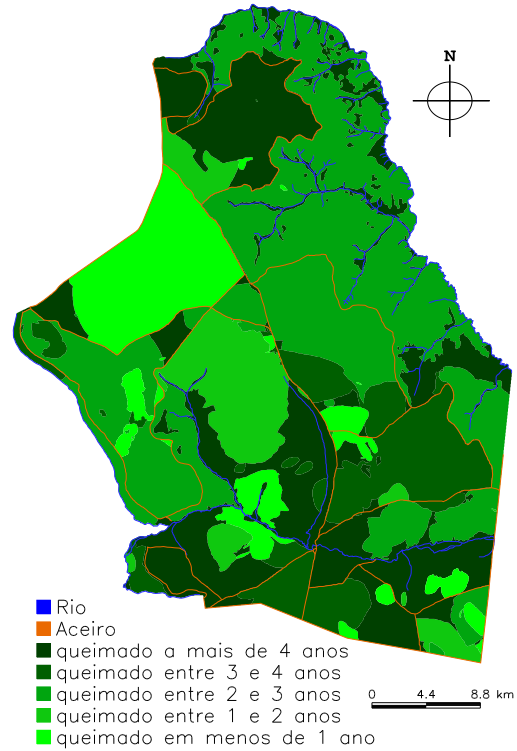 N
Rio
Aceiro
queimado a mais de 4 anos
queimado entre 3 e 4 anos
queimado entre 2 e 3 anos
queimado entre 1 e 2 anos
queimado em menos de 1 ano
0 4.4 8.8 km